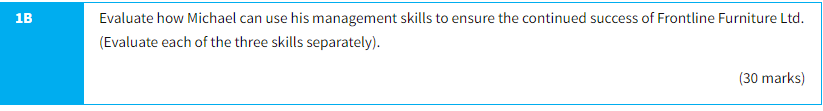 1B
Evaluate how Michael can use his management skills to ensure the continued success of Frontline Furniture Ltd.
(Evaluate each of the three skills separately).
(30 marks)